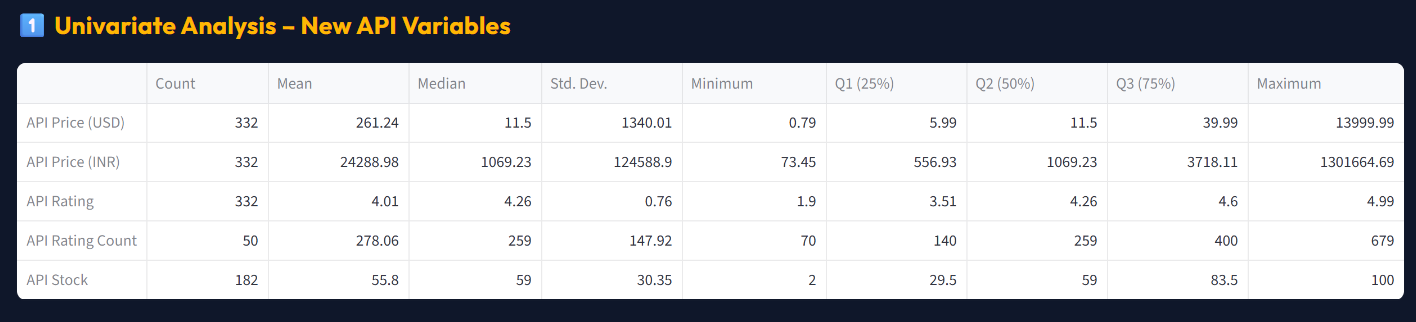 1 Univariate Analysis – New API Variables
Count Mean Median Std. Dev. Minimum Q1 (25%) Q2 (50%) Q3 (75%) Maximum
API Price (USD) 332 261.24 11.5 1340.01 0.79 5.99 11.5 39.99 13999.99
API Price (INR) 332 24288.98 1069.23 124588.9 73.45 556.93 1069.23 3718.11 1301664.69
API Rating 332 4.01 4.26 0.76 1.9 3.51 4.26 4.6 4.99
API Rating Count 50 278.06 259 147.92 70 140 259 400 679
API Stock 182 55.8 59 30.35 2 29.5 59 83.5 100